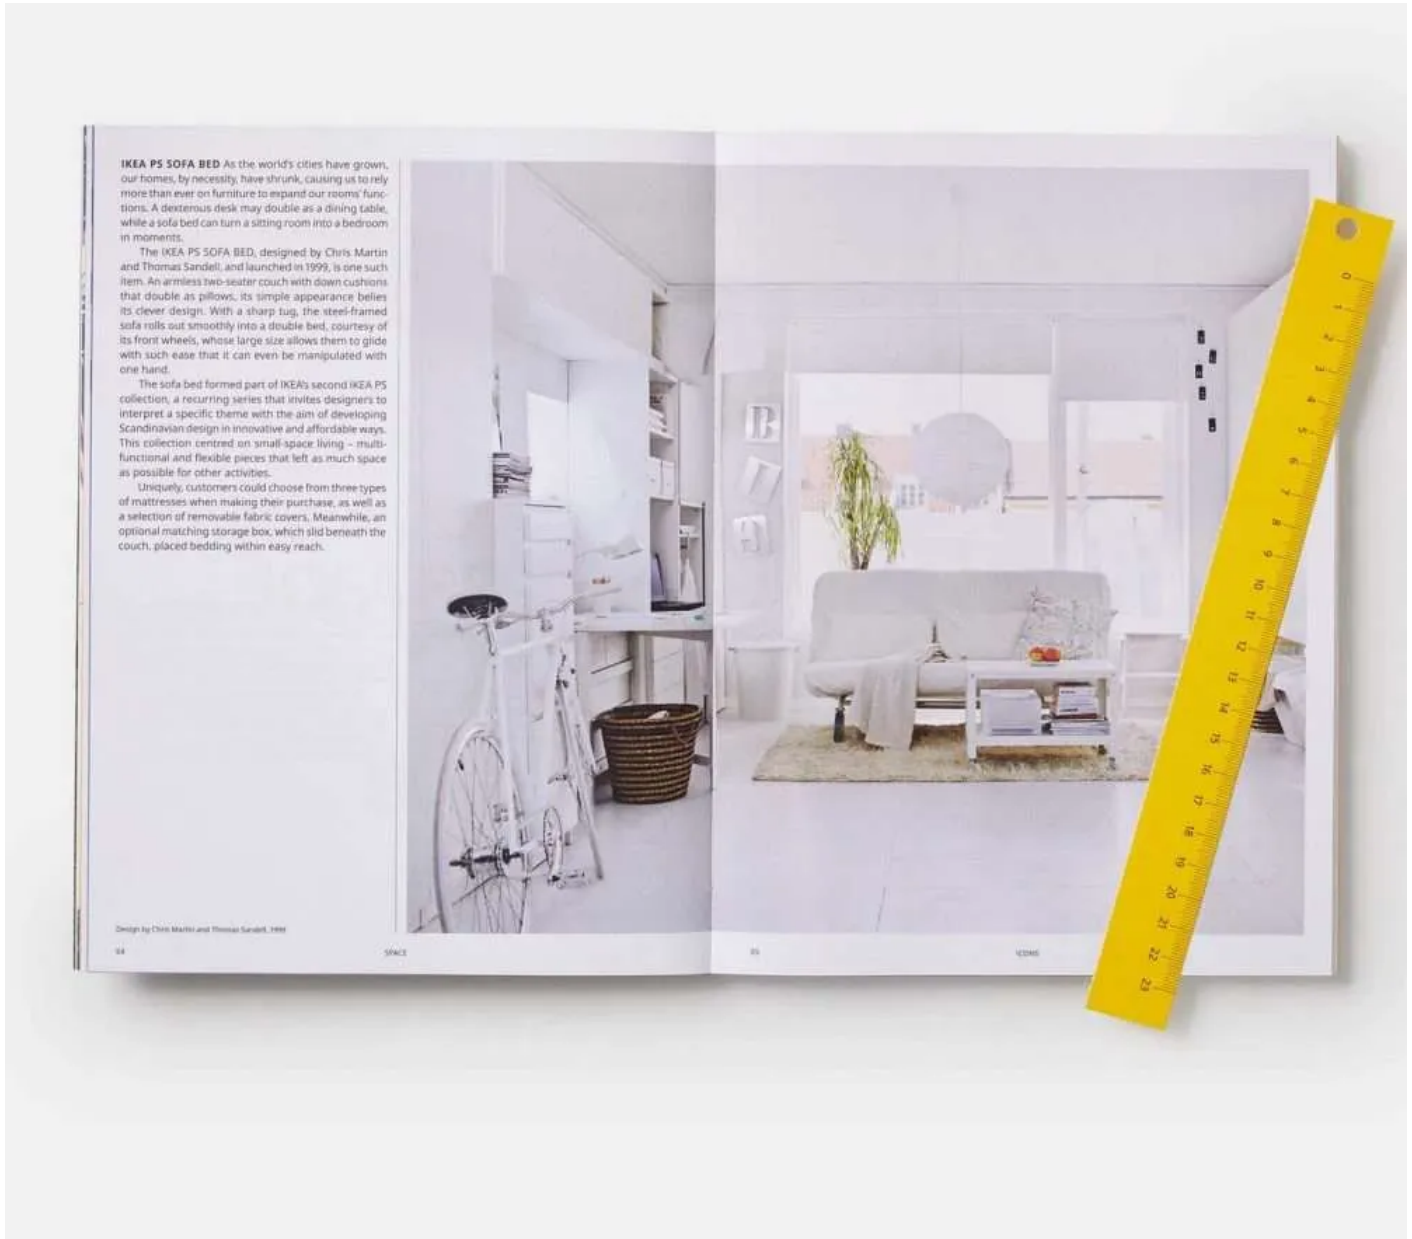 IKEA PS SOFA BED As the world's cities have grown,
our homes, by necessity, have shrunk, causing us to rely
more than ever on furniture to expand our rooms' func-
tions. A dexterous desk may double as a dining table,
while a sofa bed can turn a sitting room into a bedroom
in moments.
The IKEA PS SOFA BED, designed by Chris Martin
and Thomas Sandell, and launched in 1999, is one such
item. An armless two-seater couch with down cushions
that double as pillows, its simple appearance belies
its clever design. With a sharp tug, the steel-framed
sofa rolls out smoothly into a double bed, courtesy of
its front wheels, whose large size allows them to glide
with such ease that it can even be manipulated with
one hand.
The sofa bed formed part of IKEA's second IKEA PS
collection, a recurring series that invites designers to
interpret a specific theme with the aim of developing
Scandinavian design in innovative and affordable ways.
This collection centred on small-space living – multi-
functional and flexible pieces that left as much space
as possible for other activities.
Uniquely, customers could choose from three types
of mattresses when making their purchase, as well as
a selection of removable fabric covers. Meanwhile, an
optional matching storage box, which slid beneath the
couch, placed bedding within easy reach.
Design by Chris Martin and Thomas Sandell, 1999
SPACE
B
ICONS
0
1
2
3
4
5
6
7
8
9
10
11
12
13
14
15
16
17
18
19
20
21
22
23